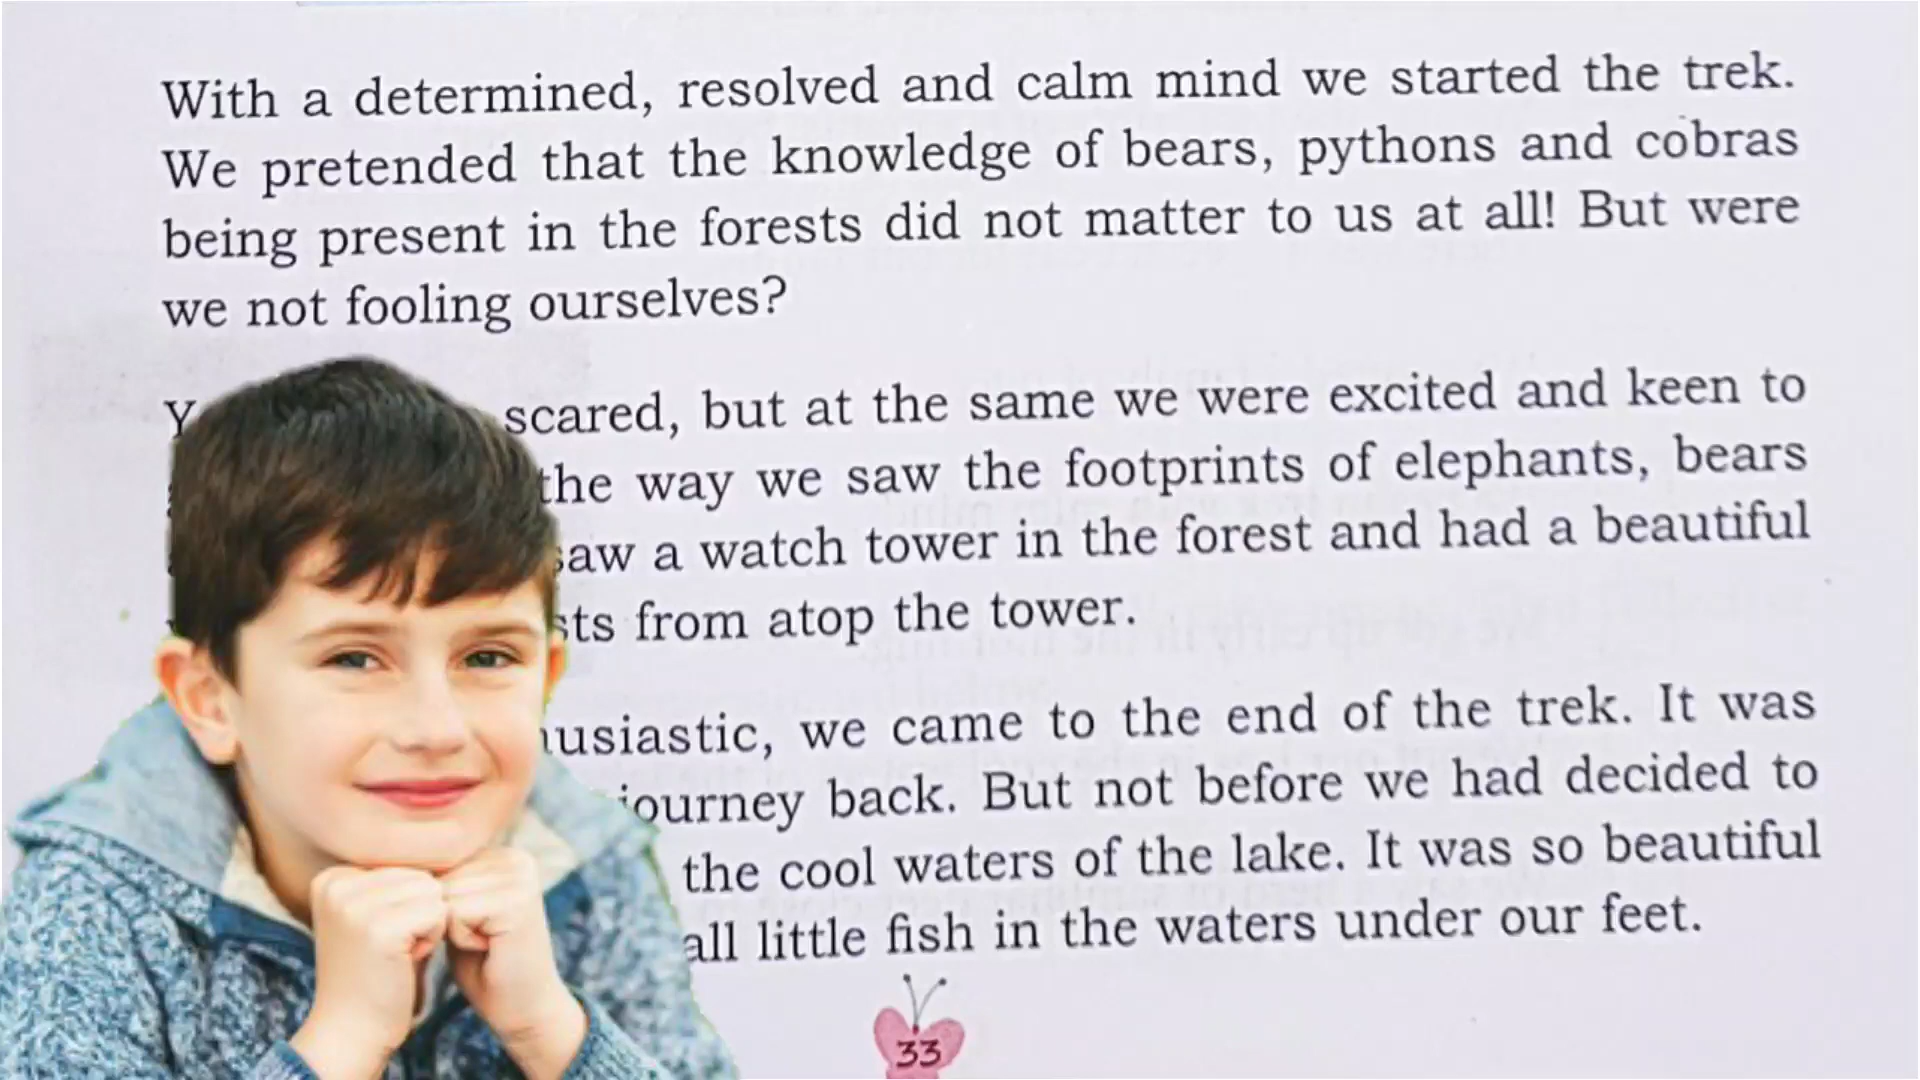 With a determined, resolved and calm mind we started the trek.
We pretended that the knowledge of bears, pythons and cobras
being present in the forests did not matter to us at all! But were
we not fooling ourselves?
scared, but at the same we were excited and keen to
the way we saw the footprints of elephants, bears
a watch tower in the forest and had a beautiful
from atop the tower.
we came to the end of the trek. It was
journey back. But not before we had decided to
the cool waters of the lake. It was so beautiful
little fish in the waters under our feet.
33